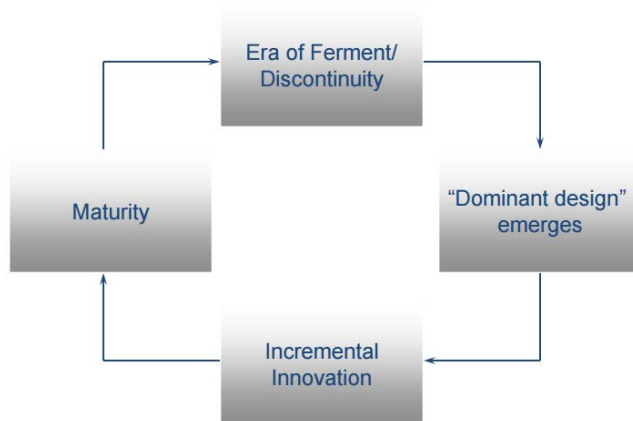 Era of Ferment/
Discontinuity
“Dominant design”
emerges
Incremental
Innovation
Maturity